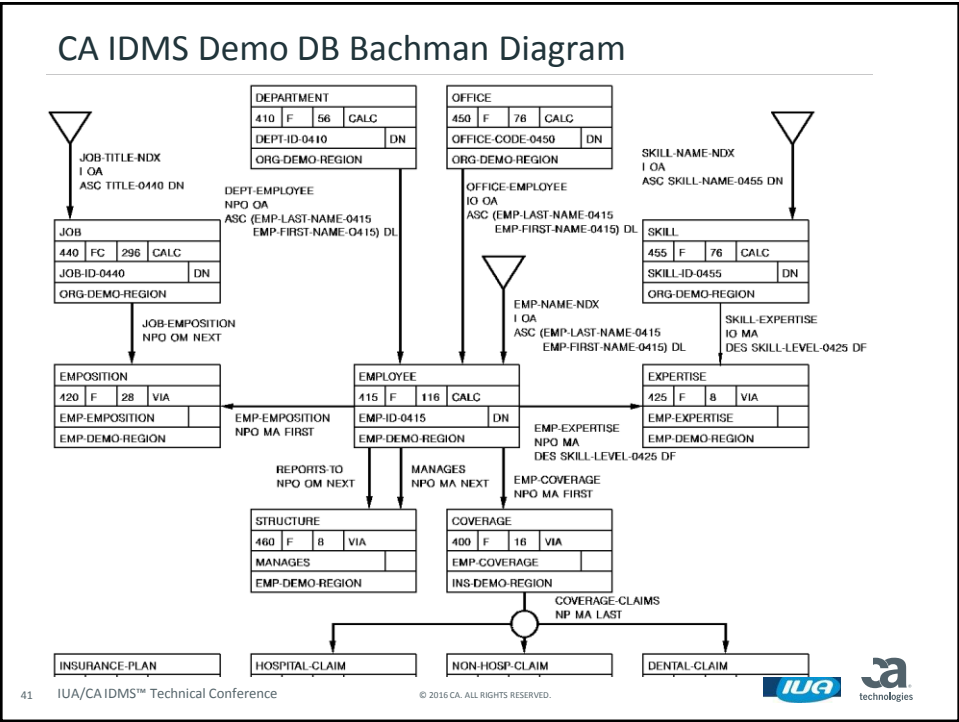 CA IDMS Demo DB Bachman Diagram
DEPARTMENT
410 F 56 CALC
DEPT-ID-0410 DN
ORG-DEMO-REGION
OFFICE
450 F 76 CALC
OFFICE-CODE-0450 DN
ORG-DEMO-REGION
JOB-TITLE-NDX
I OA
ASC TITLE-0440 DN
DEPT-EMPLOYEE
NPO OA
ASC (EMP-LAST-NAME-0415
EMP-FIRST-NAME-0415) DL
OFFICE-EMPLOYEE
IO OA
ASC (EMP-LAST-NAME-0415
EMP-FIRST-NAME-0415) DL
SKILL-NAME-NDX
I OA
ASC SKILL-NAME-0455 DN
JOB
440 FC 296 CALC
JOB-ID-0440 DN
ORG-DEMO-REGION
SKILL
455 F 76 CALC
SKILL-ID-0455 DN
ORG-DEMO-REGION
EMP-NAME-NDX
I OA
ASC (EMP-LAST-NAME-0415
EMP-FIRST-NAME-0415) DL
JOB-EMPOSITION
NPO OM NEXT
SKILL-EXPERTISE
IO MA
DES SKILL-LEVEL-0425 DF
EMPOSITION
420 F 28 VIA
EMP-EMPOSITION
EMP-DEMO-REGION
EMP-EMPOSITION
NPO MA FIRST
EMPLOYEE
415 F 116 CALC
EMP-ID-0415 DN
EMP-DEMO-REGION
EMP-EXPERTISE
NPO MA
DES SKILL-LEVEL-0425 DF
EXPERTISE
425 F 8 VIA
EMP-EXPERTISE
EMP-DEMO-REGION
REPORTS-TO
NPO OM NEXT
MANAGES
NPO MA NEXT
EMP-COVERAGE
NPO MA FIRST
STRUCTURE
460 F 8 VIA
MANAGES
EMP-DEMO-REGION
COVERAGE
400 F 16 VIA
EMP-COVERAGE
INS-DEMO-REGION
COVERAGE-CLAIMS
NP MA LAST
INSURANCE-PLAN
HOSPITAL-CLAIM
NON-HOSP-CLAIM
DENTAL-CLAIM
41 IUA/CA IDMS™ Technical Conference
© 2016 CA. ALL RIGHTS RESERVED.
IUA
ca
technologies